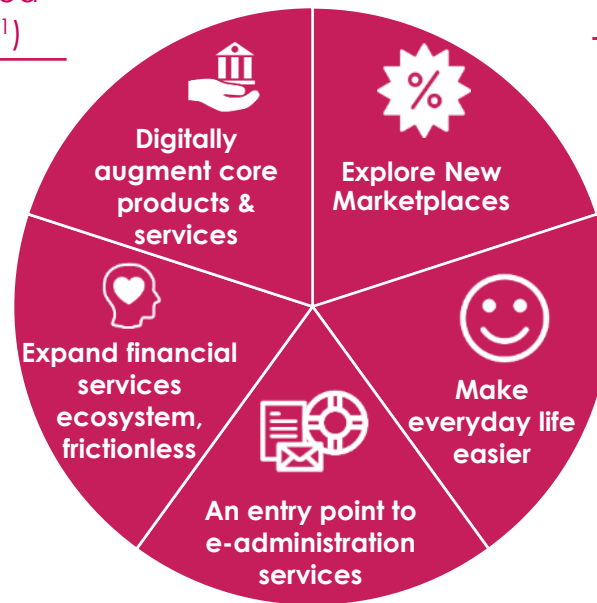 1)
%
Digitally
augment core
products &
services
Explore New
Marketplaces
Expand financial
services
ecosystem,
frictionless
Make
everyday life
easier
An entry point to
e-administration
services